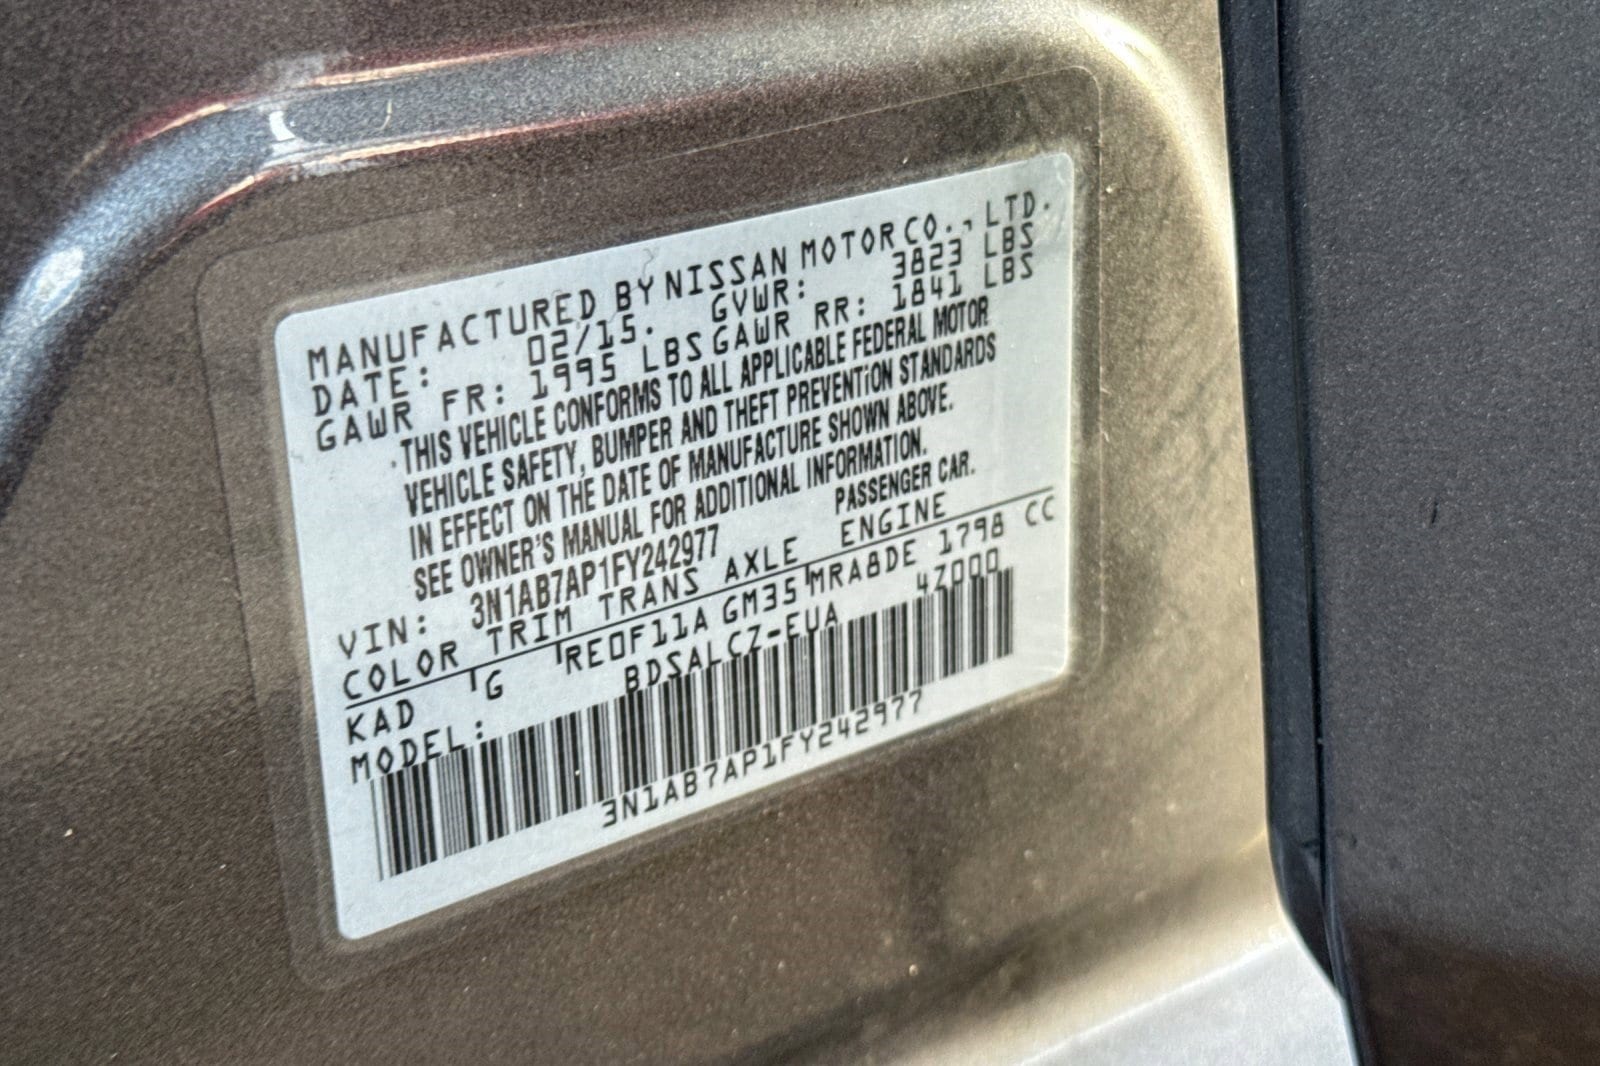 MANUFACTURED BY NISSAN MOTOR CO., LTD.
DATE: 02/15. GVWR: 3823 LBS
GAWR FR: 1995 LBS GAWR RR: 1841 LBS
THIS VEHICLE CONFORMS TO ALL APPLICABLE FEDERAL MOTOR
VEHICLE SAFETY, BUMPER AND THEFT PREVENTION STANDARDS
IN EFFECT ON THE DATE OF MANUFACTURE SHOWN ABOVE.
SEE OWNER'S MANUAL FOR ADDITIONAL INFORMATION.
VIN: 3N1AB7AP1FY242977 PASSENGER CAR.
COLOR TRIM TRANS AXLE ENGINE
KAD G RE0F11A GM35 MRA8DE 1798 CC
MODEL: BDSALCZ-EUA 4Z000
3N1AB7AP1FY242977